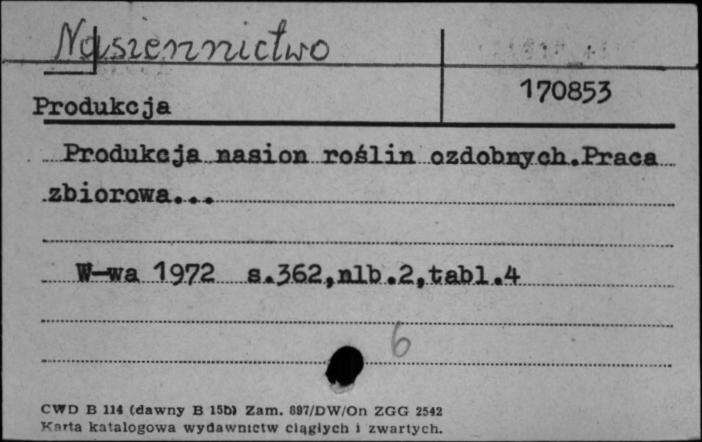 Nasiennictwo
170853
Produkcja
Produkcja nasion roślin ozdobnych.Praca
zbiorowa...
W-wa 1972 s.362,nlb.2,tabl.4
6
CWD B 114 (dawny B 15b) Zam. 897/DW/On ZGG 2542
Karta katalogowa wydawnictw ciągłych i zwartych.